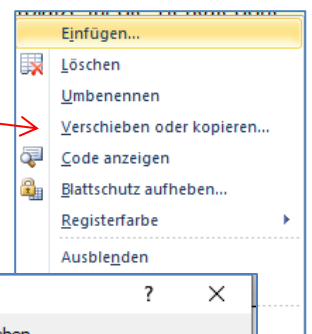 Einfügen...
Löschen
Umbenennen
Verschieben oder kopieren...
Code anzeigen
Blattschutz aufheben...
Registerfarbe
Ausblenden
?